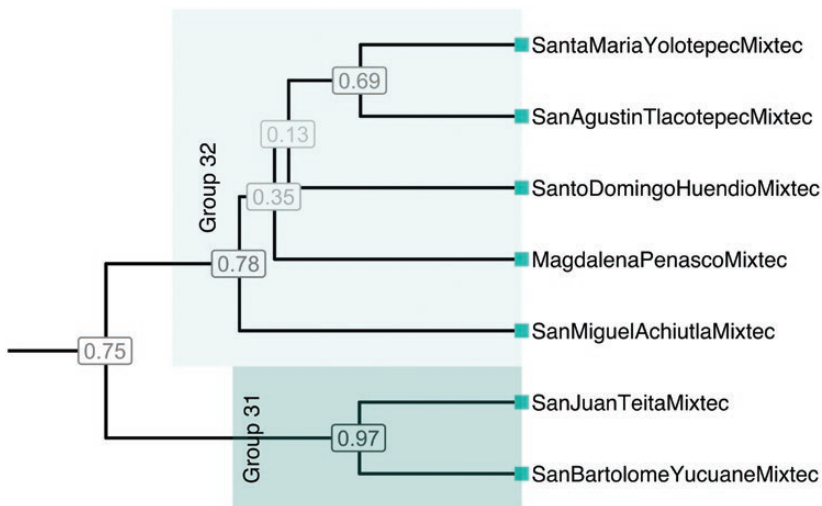 SantaMariaYolotepecMixtec
0.69
SanAgustinTlacotepecMixtec
0.13
Group 32
0.35
SantoDomingoHuendioMixtec
MagdalenaPenascoMixtec
0.78
SanMiguelAchiutlaMixtec
0.75
Group 31
SanJuanTeitaMixtec
0.97
SanBartolomeYucuaneMixtec